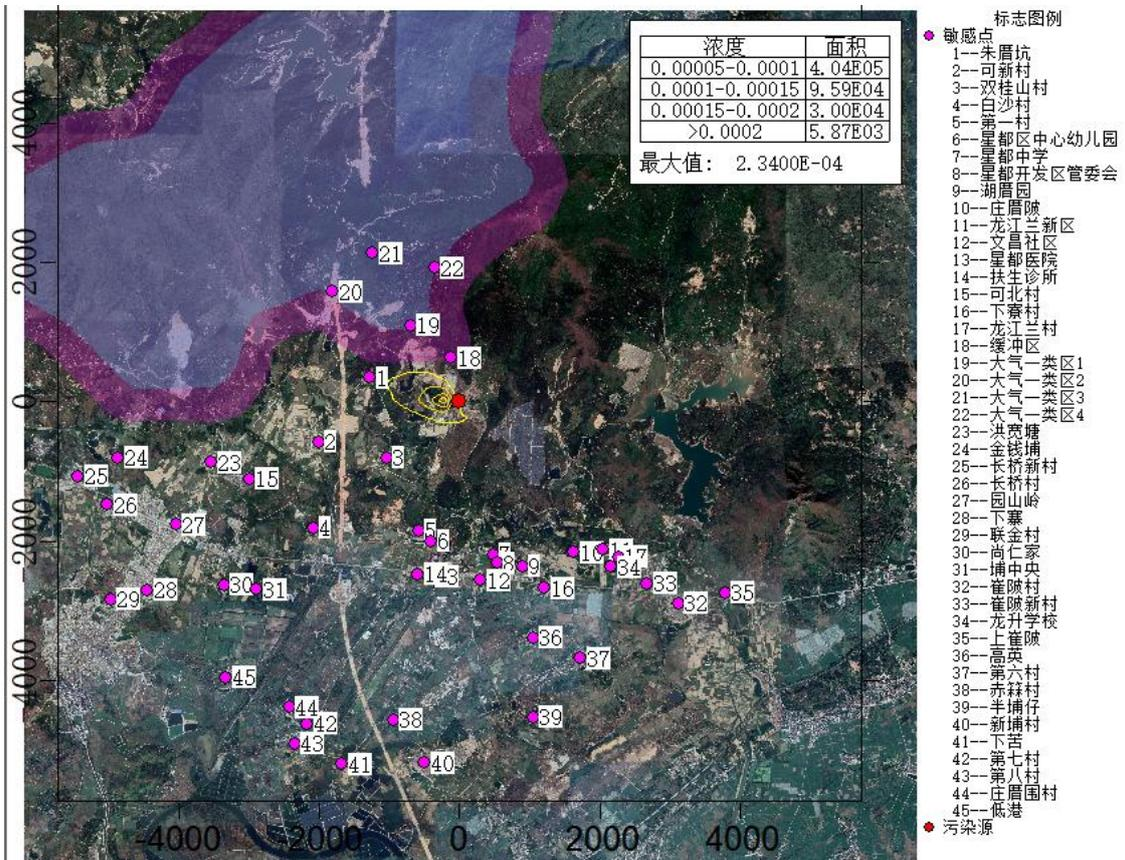 标志图例
敏感点
1--朱厝坑
2--可新村
3--双桂山村
4--白沙村
5--第一村
6--星都区中心幼儿园
7--星都中学
8--星都开发区管委会
9--湖厝园
10--庄厝陂
11--龙江兰新区
12--文昌社区
13--星都医院
14--扶生诊所
15--可北村
16--下寮村
17--龙江兰村
18--缓冲区
19--大气一类区1
20--大气一类区2
21--大气一类区3
22--大气一类区4
23--洪宽塘
24--金钱埔
25--长桥新村
26--长桥村
27--园山岭
28--下寨
29--联金村
30--尚仁家
31--埔中央
32--崔陂村
33--崔陂新村
34--龙升学校
35--上崔陂
36--高英
37--第六村
38--赤箖村
39--半埔仔
40--新埔村
41--下苦
42--第七村
43--第八村
44--庄厝围村
45--低港
污染源
浓度 面积
0.00005-0.0001 4.04E05
0.0001-0.00015 9.59E04
0.00015-0.0002 3.00E04
>0.0002 5.87E03
最大值: 2.3400E-04
4000
2000
0
-2000
-4000
-4000 -2000 0 2000 4000
21
22
20
19
18
1
2
3
24
23
25
15
26
27
4
5
6
7
8
9
10
11
17
34
14
3
12
16
33
32
35
30
31
28
29
36
37
45
44
42
43
38
39
41
40